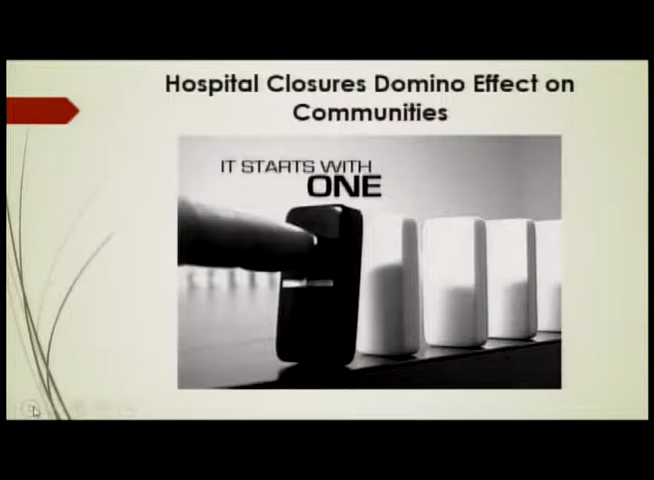 Hospital Closures Domino Effect on
Communities
IT STARTS WITH
ONE